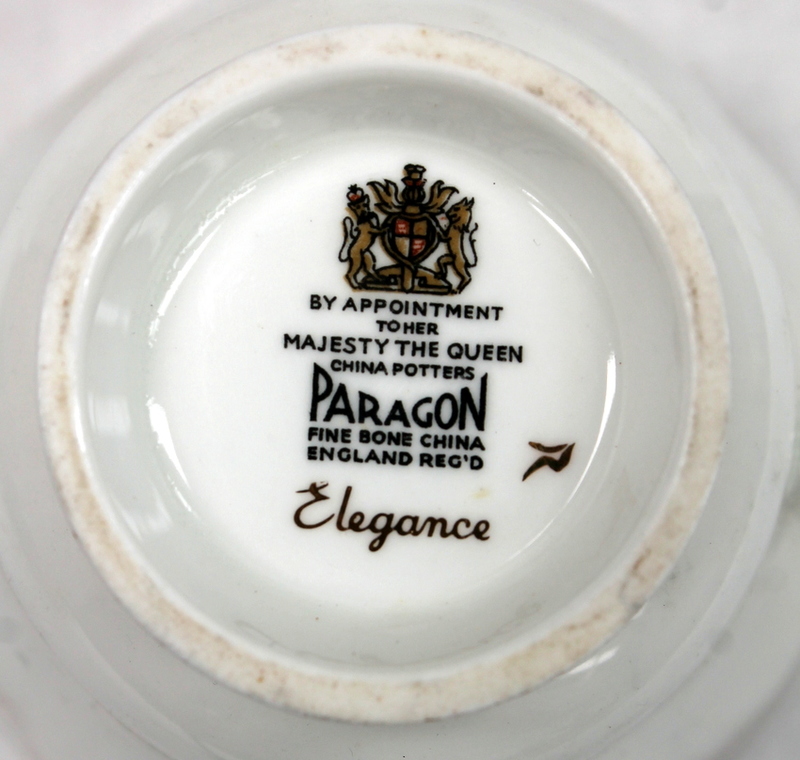 BY APPOINTMENT
TO HER
MAJESTY THE QUEEN
CHINA POTTERS
PARAGON
FINE BONE CHINA
ENGLAND REG'D
Elegance